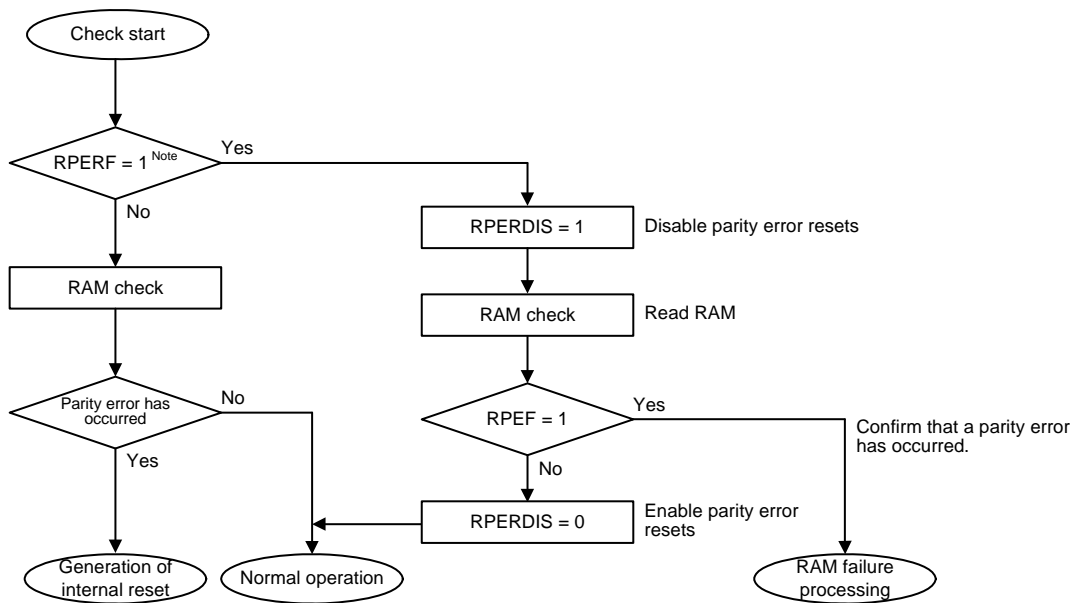 Check start
RPERF = 1 Note
Yes
No
RPERDIS = 1
Disable parity error resets
RAM check
RAM check
Read RAM
Parity error has
occurred
No
Yes
RPEF = 1
Yes
No
Confirm that a parity error
has occurred.
RPERDIS = 0
Enable parity error
resets
Generation of
internal reset
Normal operation
RAM failure
processing